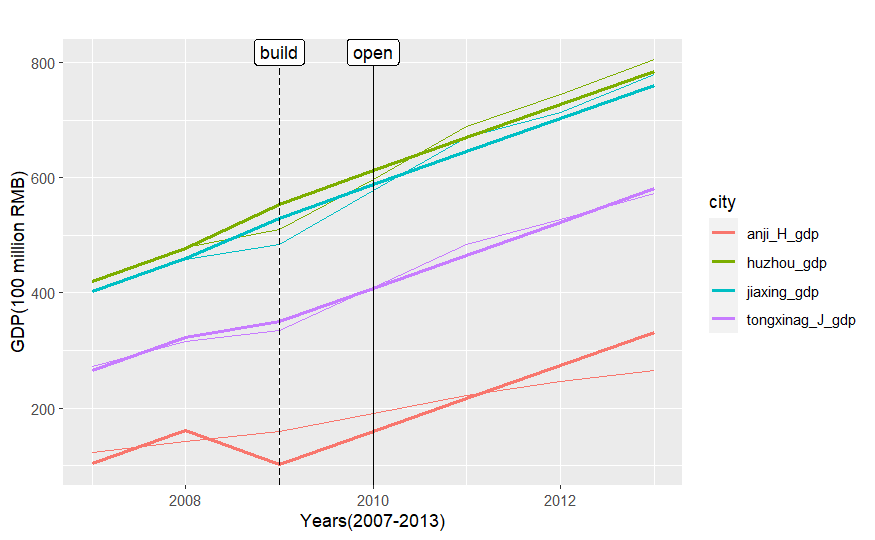 build
open
800
600
400
200
GDP(100 million RMB)
2008
2010
2012
Years(2007-2013)
city
anji_H_gdp
huzhou_gdp
jiaxing_gdp
tongxinag_J_gdp